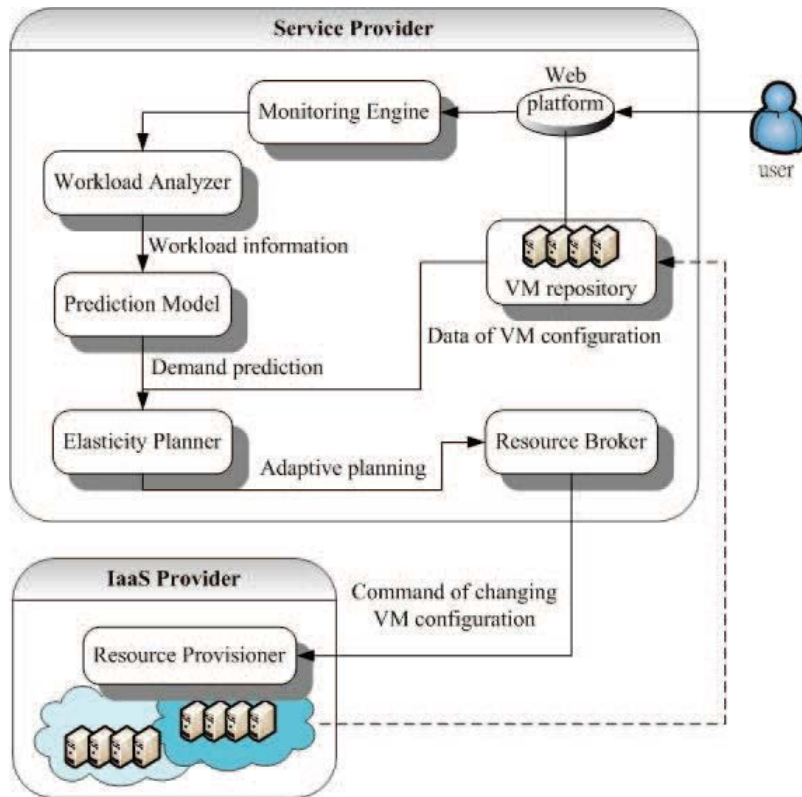 Service Provider
Web
platform
Monitoring Engine
user
Workload Analyzer
Workload information
VM repository
Prediction Model
Data of VM configuration
Demand prediction
Elasticity Planner
Resource Broker
Adaptive planning
IaaS Provider
Command of changing
VM configuration
Resource Provisioner